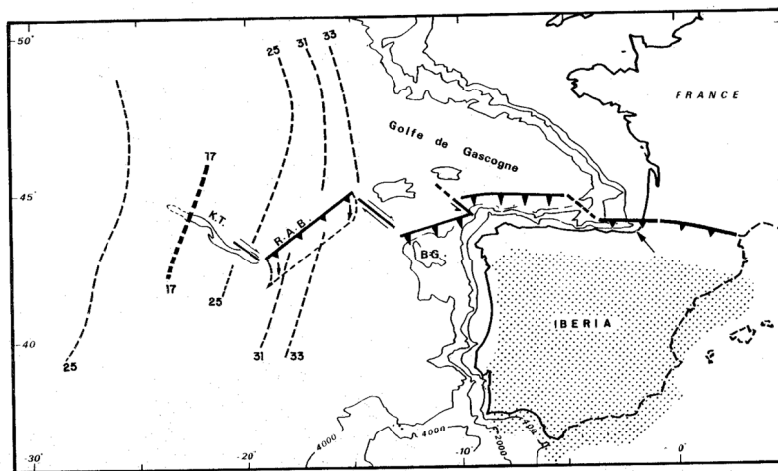 50°
25
31
33
FRANCE
Golfe de
Gascogne
17
45
K.T.
R.A.B.
B.G.
17
25
IBERIA
31
33
40
25
4000
4000
2000
-30°
-20
-10
0°